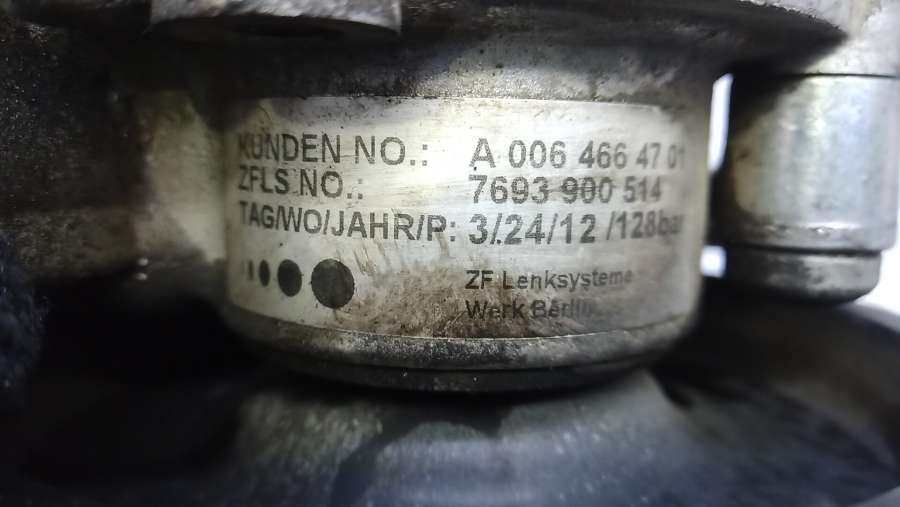 KUNDEN NO.: A 006 466 47 01
ZFLS NO.: 7693 900 514
TAG/WO/JAHR/P: 3/24/12 /128bar
ZF Lenksysteme
Werk Berlin